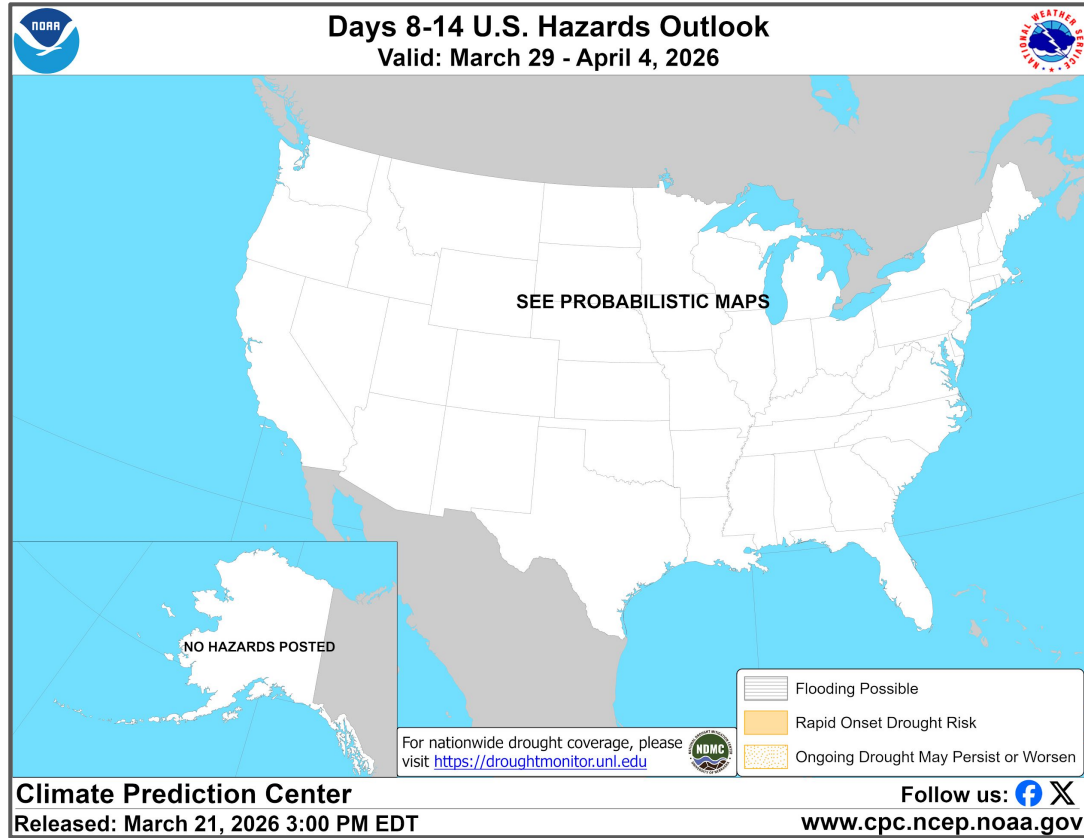 NOAA
Days 8-14 U.S. Hazards Outlook
Valid: March 29 - April 4, 2026
NATIONAL WEATHER SERVICE
SEE PROBABILISTIC MAPS
NO HAZARDS POSTED
Flooding Possible
Rapid Onset Drought Risk
Ongoing Drought May Persist or Worsen
For nationwide drought coverage, please
visit https://droughtmonitor.unl.edu
NDMC
Climate Prediction Center
Follow us:
Released: March 21, 2026 3:00 PM EDT
www.cpc.ncep.noaa.gov